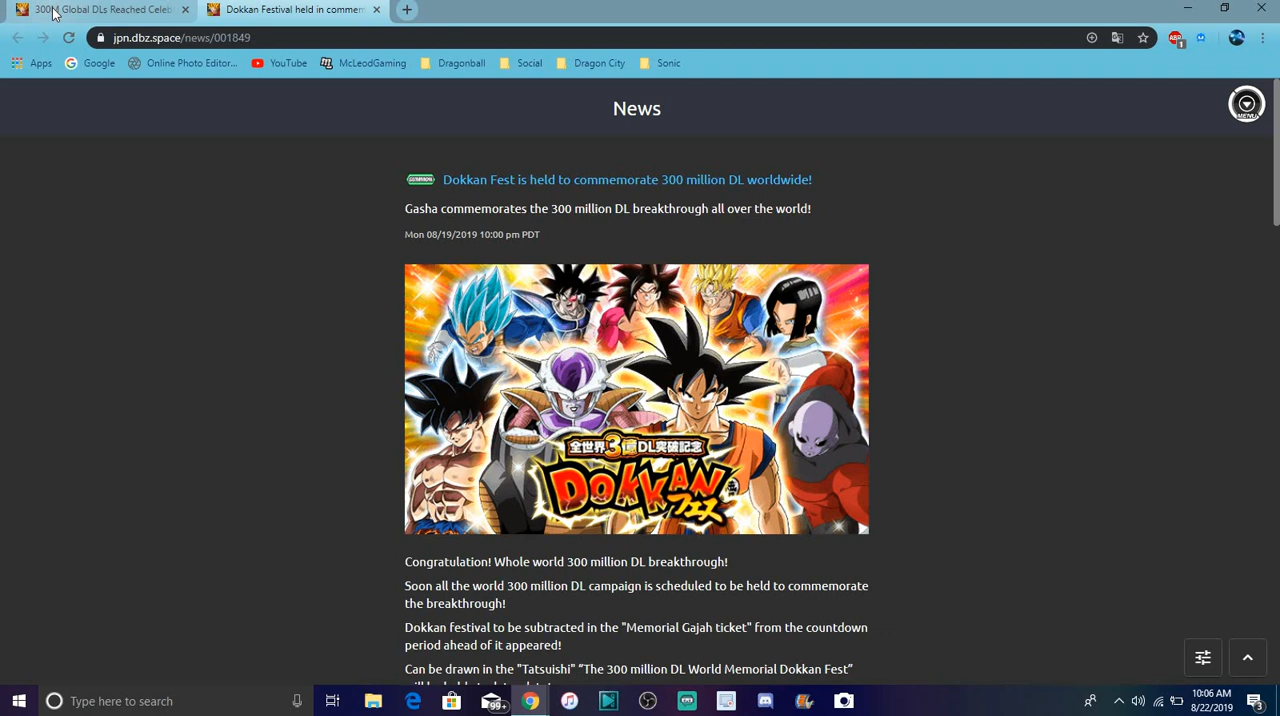 300M Global DLs Reached Celeb
Dokkan Festival held in commem
jpn.dbz.space/news/001849
Apps
Google
Online Photo Editor...
YouTube
McLeodGaming
Dragonball
Social
Dragon City
Sonic
News
MENU
SUMMON
Dokkan Fest is held to commemorate 300 million DL worldwide!
Gasha commemorates the 300 million DL breakthrough all over the world!
Mon 08/19/2019 10:00 pm PDT
全世界3億DL突破記念
DOKKAN
フェス
Congratulation! Whole world 300 million DL breakthrough!
Soon all the world 300 million DL campaign is scheduled to be held to commemorate
the breakthrough!
Dokkan festival to be subtracted in the "Memorial Gajah ticket" from the countdown
period ahead of it appeared!
Can be drawn in the "Tatsuishi" “The 300 million DL World Memorial Dokkan Fest”
Type here to search
99+
10:06 AM
8/22/2019
3
ABP
1